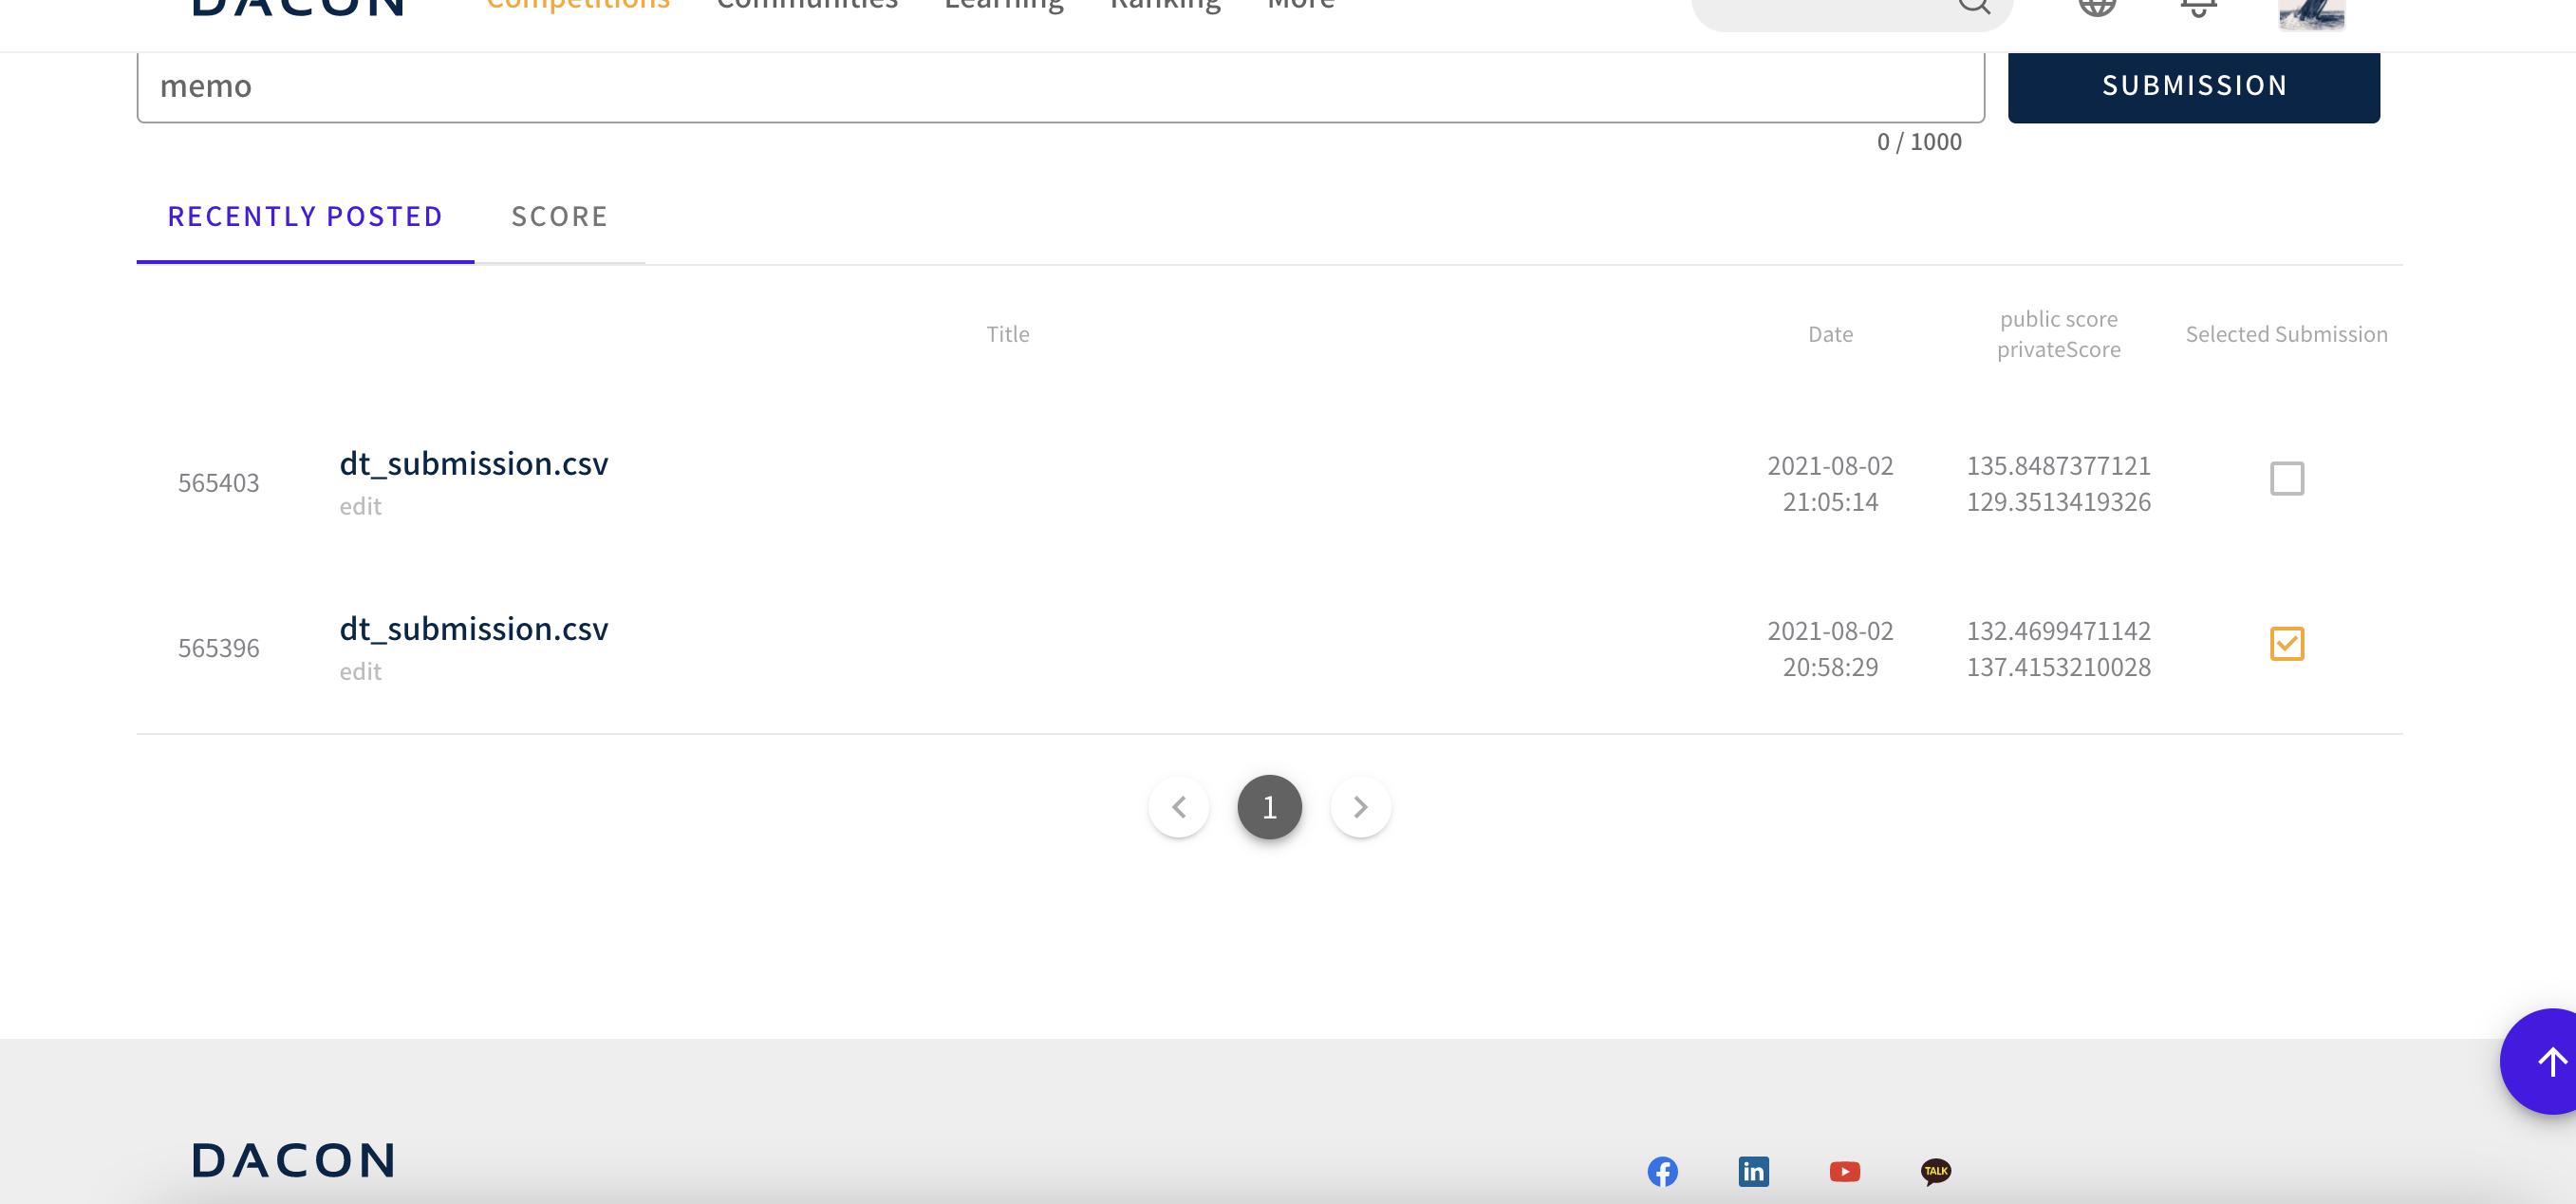 DACON
Competitions Communities Learning Ranking More
memo
SUBMISSION
0 / 1000
RECENTLY POSTED SCORE
Title Date public score Selected Submission
privateScore
565403 dt_submission.csv 2021-08-02 135.8487377121
edit 21:05:14 129.3513419326
565396 dt_submission.csv 2021-08-02 132.4699471142
edit 20:58:29 137.4153210028
1
DACON
in
TALK